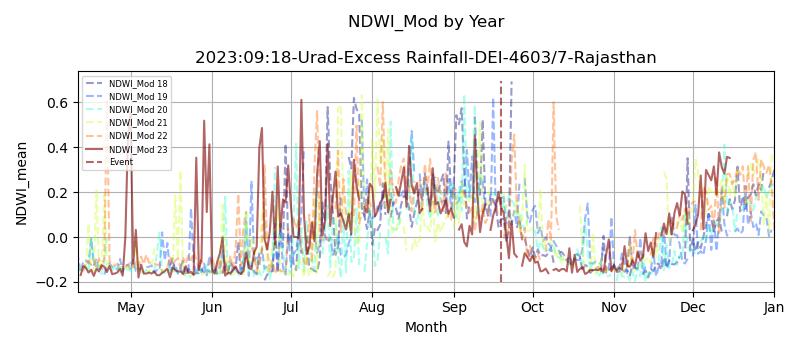 NDWI_Mod by Year
2023:09:18-Urad-Excess Rainfall-DEI-4603/7-Rajasthan
NDWI_Mod 18
NDWI_Mod 19
NDWI_Mod 20
NDWI_Mod 21
NDWI_Mod 22
NDWI_Mod 23
Event
NDWI_mean
0.6
0.4
0.2
0.0
−0.2
May Jun Jul Aug Sep Oct Nov Dec Jan
Month